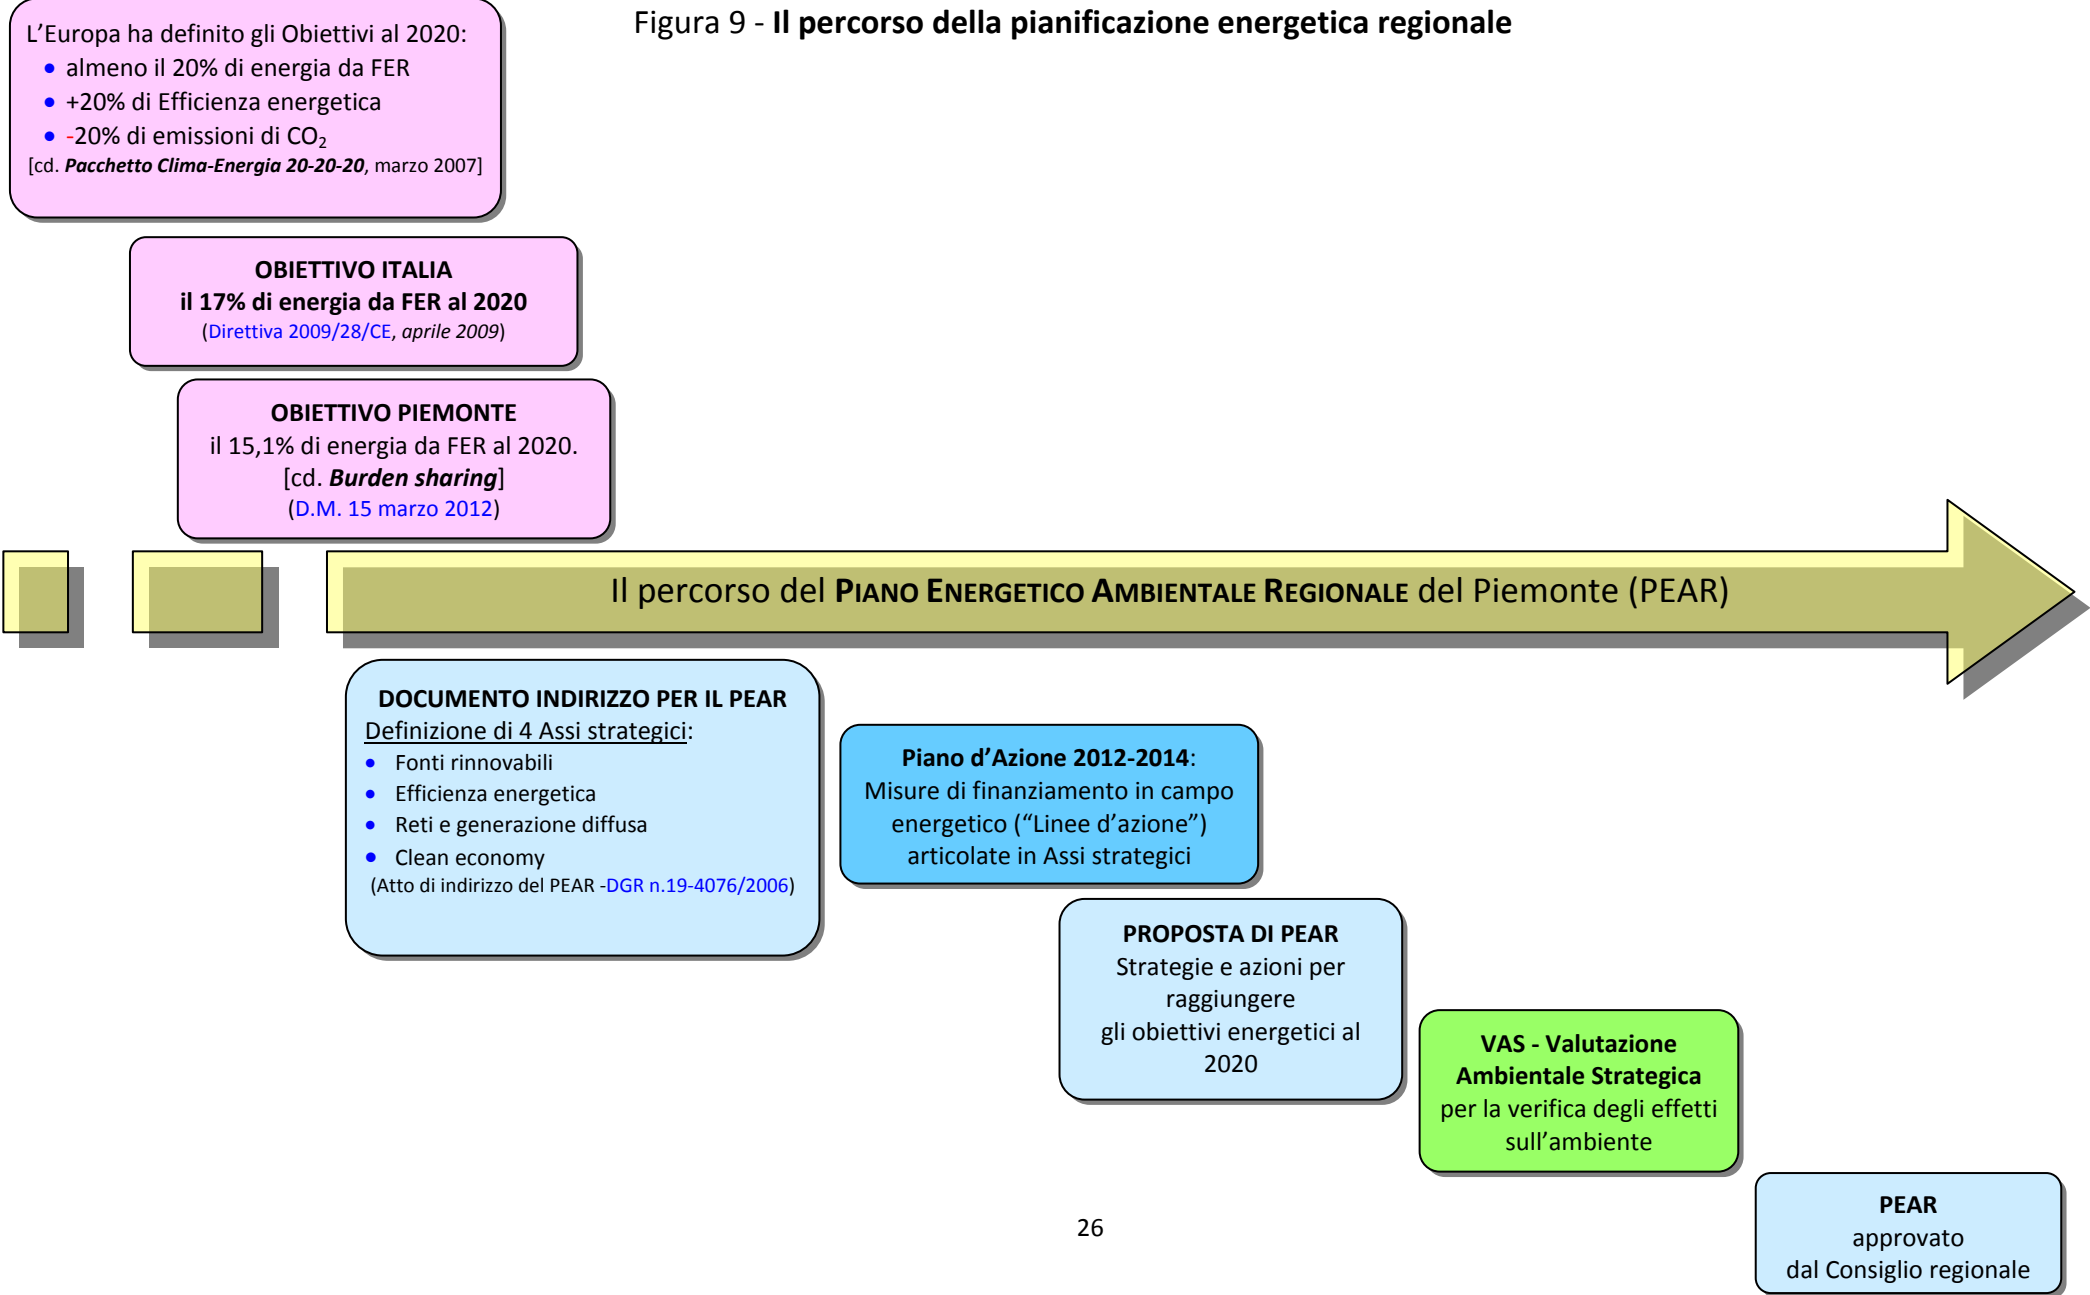 Figura 9 - Il percorso della pianificazione energetica regionale
L’Europa ha definito gli Obiettivi al 2020:
• almeno il 20% di energia da FER
• +20% di Efficienza energetica
• -20% di emissioni di CO₂
[cd. Pacchetto Clima-Energia 20-20-20, marzo 2007]
OBIETTIVO ITALIA
il 17% di energia da FER al 2020
(Direttiva 2009/28/CE, aprile 2009)
OBIETTIVO PIEMONTE
il 15,1% di energia da FER al 2020.
[cd. Burden sharing]
(D.M. 15 marzo 2012)
Il percorso del PIANO ENERGETICO AMBIENTALE REGIONALE del Piemonte (PEAR)
DOCUMENTO INDIRIZZO PER IL PEAR
Definizione di 4 Assi strategici:
• Fonti rinnovabili
• Efficienza energetica
• Reti e generazione diffusa
• Clean economy
(Atto di indirizzo del PEAR -DGR n.19-4076/2006)
Piano d’Azione 2012-2014:
Misure di finanziamento in campo
energetico (“Linee d’azione”)
articolate in Assi strategici
PROPOSTA DI PEAR
Strategie e azioni per
raggiungere
gli obiettivi energetici al
2020
VAS - Valutazione
Ambientale Strategica
per la verifica degli effetti
sull’ambiente
PEAR
approvato
dal Consiglio regionale
26